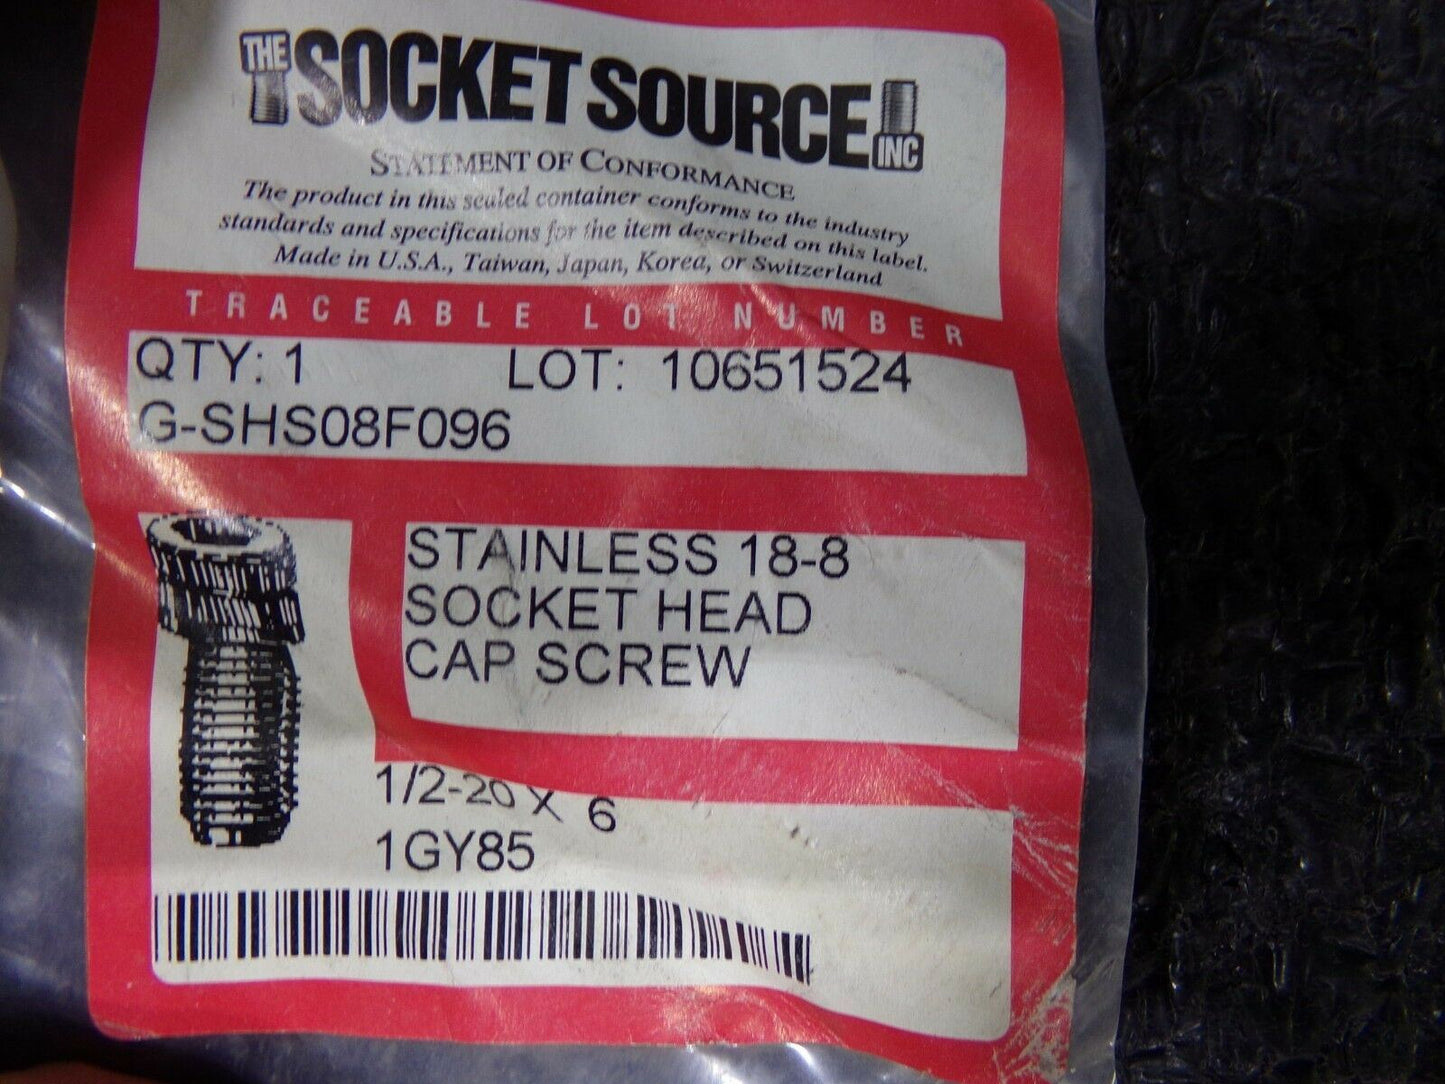 THE SOCKET SOURCE INC
STATEMENT OF CONFORMANCE
The product in this sealed container conforms to the industry
standards and specifications for the item described on this label.
Made in U.S.A., Taiwan, Japan, Korea, or Switzerland
TRACEABLE LOT NUMBER
QTY: 1 LOT: 10651524
G-SHS08F096
STAINLESS 18-8
SOCKET HEAD
CAP SCREW
1/2-20 X 6
1GY85